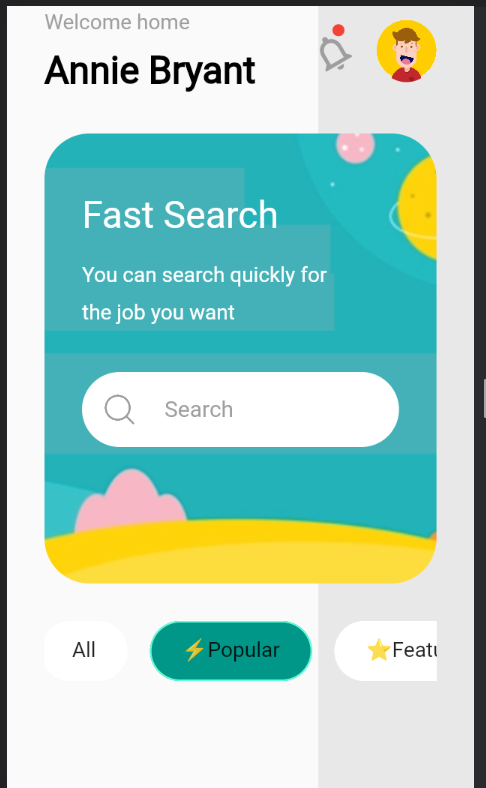 Welcome home
Annie Bryant
Fast Search
You can search quickly for
the job you want
Search
All
⚡Popular
⭐Featu